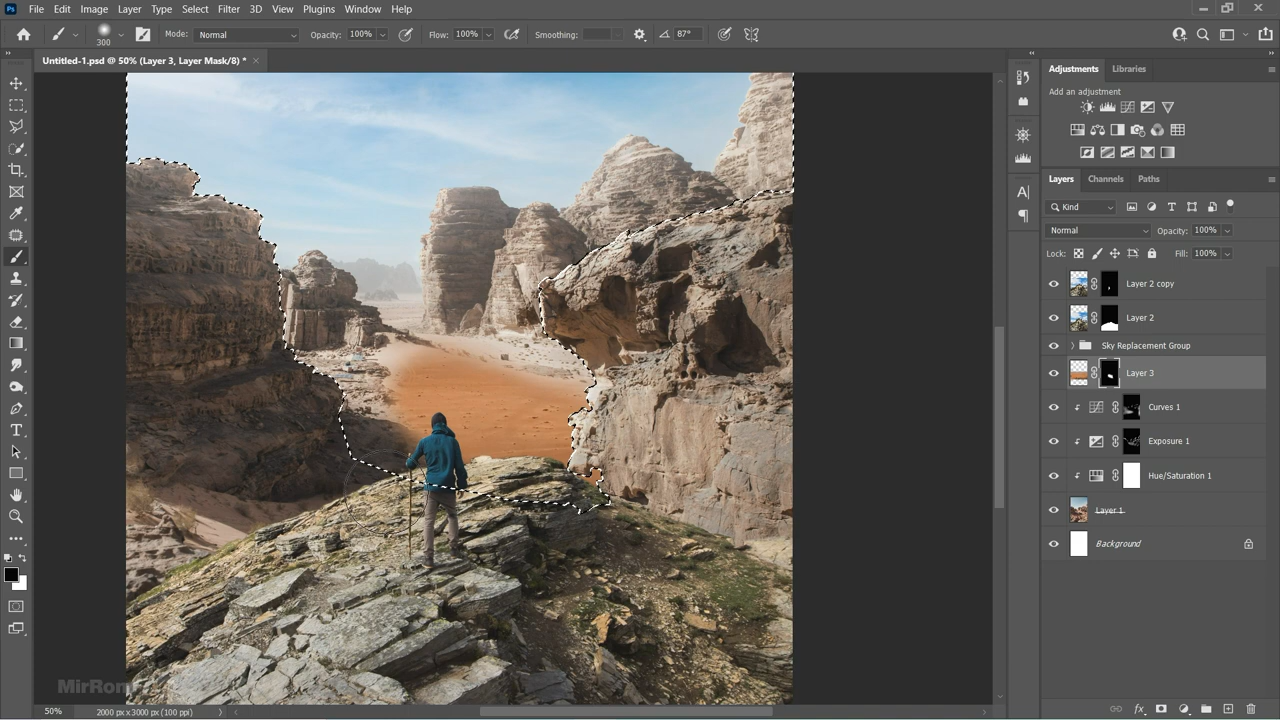 Ps File Edit Image Layer Type Select Filter 3D View Plugins Window Help
300 Mode: Normal Opacity: 100% Flow: 100% Smoothing: 87°
Untitled-1.psd @ 50% (Layer 3, Layer Mask/8) *
Adjustments Libraries
Add an adjustment
Layers Channels Paths
Kind
Normal Opacity: 100%
Lock: Fill: 100%
Layer 2 copy
Layer 2
Sky Replacement Group
Layer 3
Curves 1
Exposure 1
Hue/Saturation 1
Layer 1
Background
MirRom
50% 2000 px x 3000 px (100 ppi)